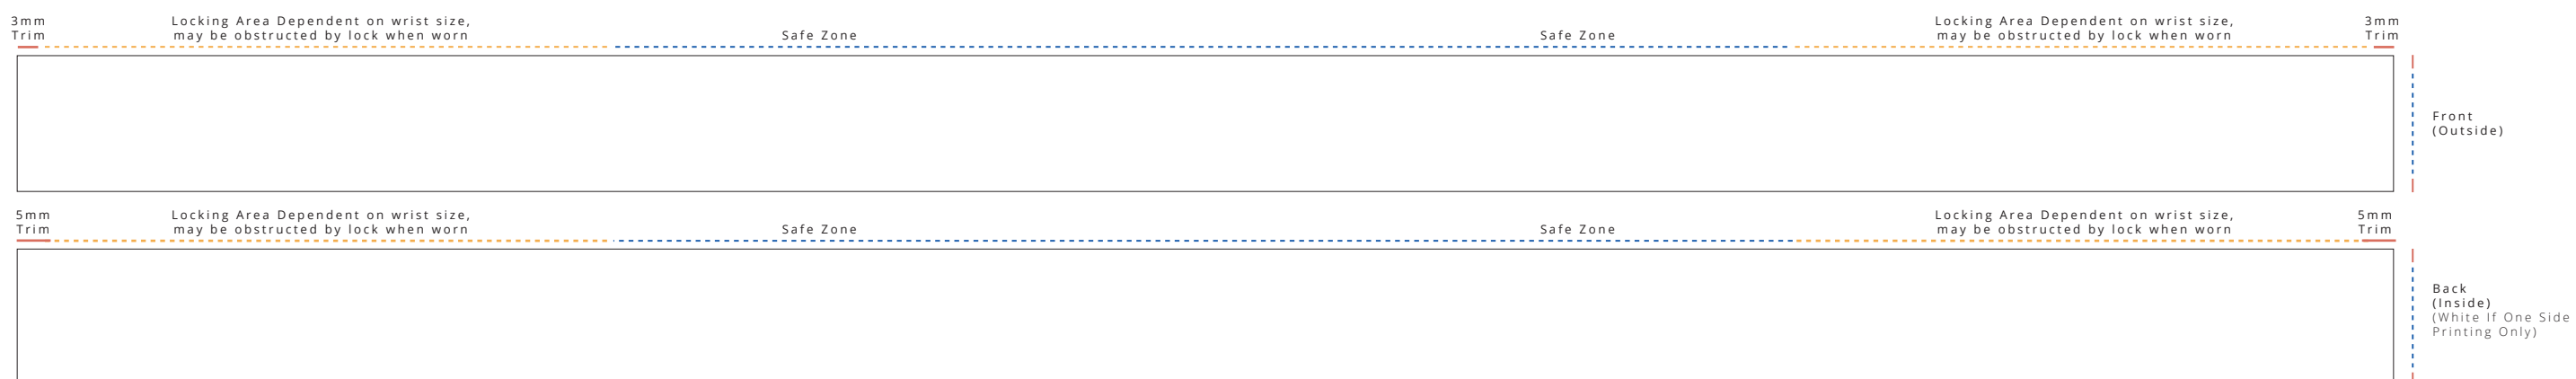 3mm
Trim
Locking Area Dependent on wrist size,
may be obstructed by lock when worn
Safe Zone
Safe Zone
Locking Area Dependent on wrist size,
may be obstructed by lock when worn
3mm
Trim
Front
(Outside)
5mm
Trim
Locking Area Dependent on wrist size,
may be obstructed by lock when worn
Safe Zone
Safe Zone
Locking Area Dependent on wrist size,
may be obstructed by lock when worn
5mm
Trim
Back
(Inside)
(White If One Side
Printing Only)